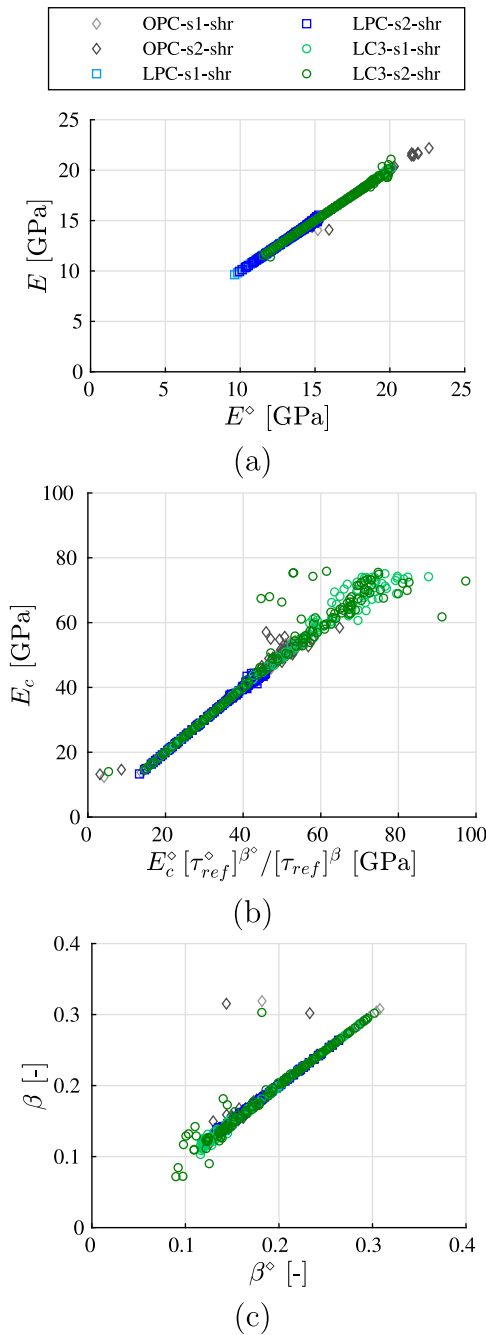 OPC-s1-shr LPC-s2-shr
OPC-s2-shr LC3-s1-shr
LPC-s1-shr LC3-s2-shr
25
20
15
10
5
0
E [GPa]
0 5 10 15 20 25
E^⋄ [GPa]
(a)
100
80
60
40
20
0
E_c [GPa]
0 20 40 60 80 100
E_c^⋄ [τ_ref^⋄]^β^⋄ / [τ_ref]^β [GPa]
(b)
0.4
0.3
0.2
0.1
0
β [-]
0 0.1 0.2 0.3 0.4
β^⋄ [-]
(c)